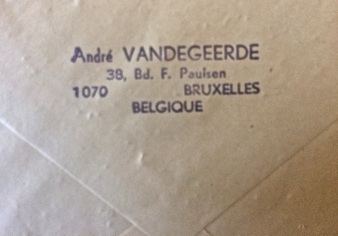 André VANDEGEERDE
38, Bd. F. Paulsen
1070 BRUXELLES
BELGIQUE